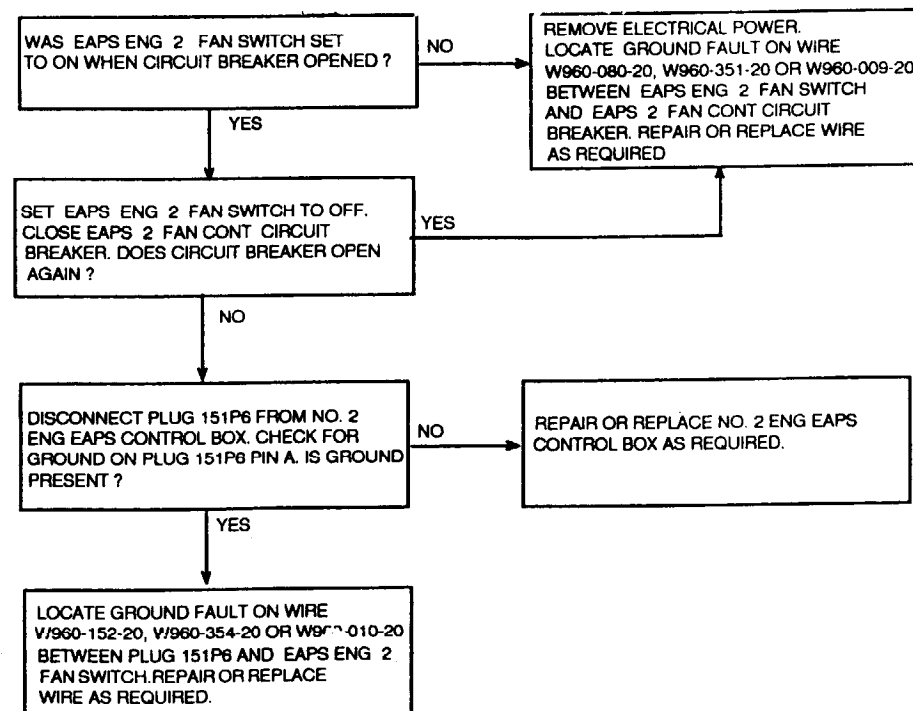 WAS EAPS ENG 2 FAN SWITCH SET
TO ON WHEN CIRCUIT BREAKER OPENED ?
NO
REMOVE ELECTRICAL POWER.
LOCATE GROUND FAULT ON WIRE
W960-080-20, W960-351-20 OR W960-009-20
BETWEEN EAPS ENG 2 FAN SWITCH
AND EAPS 2 FAN CONT CIRCUIT
BREAKER. REPAIR OR REPLACE WIRE
AS REQUIRED
YES
SET EAPS ENG 2 FAN SWITCH TO OFF.
CLOSE EAPS 2 FAN CONT CIRCUIT
BREAKER. DOES CIRCUIT BREAKER OPEN
AGAIN ?
YES
NO
DISCONNECT PLUG 151P6 FROM NO. 2
ENG EAPS CONTROL BOX. CHECK FOR
GROUND ON PLUG 151P6 PIN A. IS GROUND
PRESENT ?
NO
REPAIR OR REPLACE NO. 2 ENG EAPS
CONTROL BOX AS REQUIRED.
YES
LOCATE GROUND FAULT ON WIRE
W960-152-20, W960-354-20 OR
BETWEEN PLUG 151P6 AND EAPS ENG 2
FAN SWITCH.REPAIR OR REPLACE
WIRE AS REQUIRED.